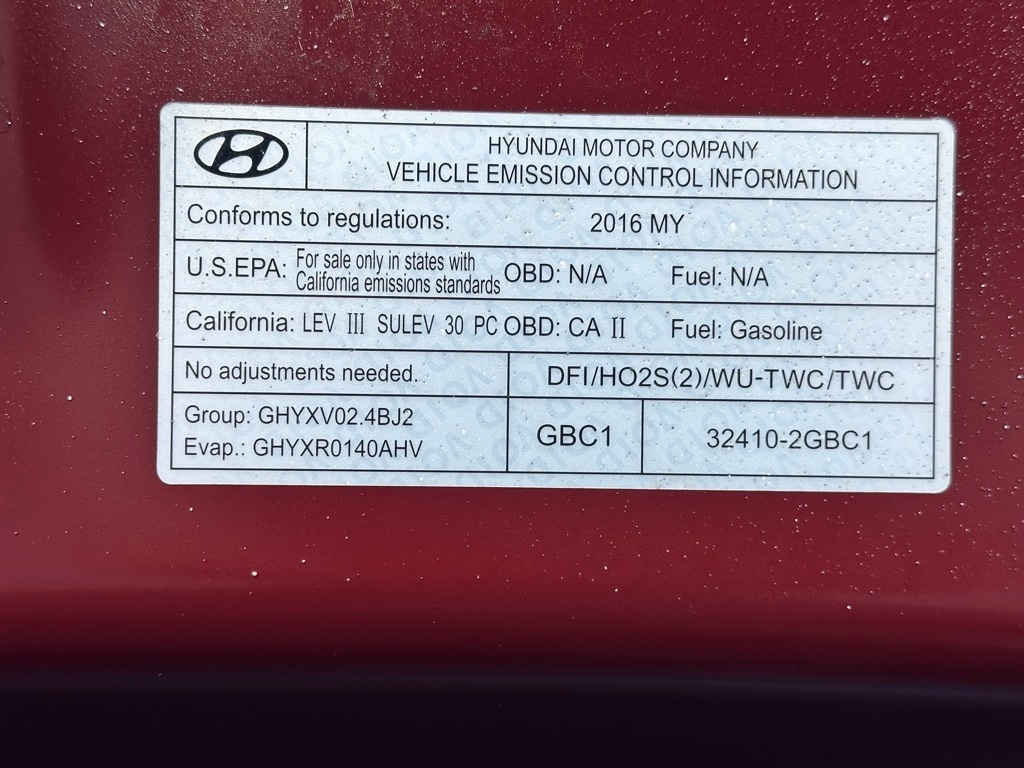 HYUNDAI MOTOR COMPANY
VEHICLE EMISSION CONTROL INFORMATION
Conforms to regulations: 2016 MY
U.S.EPA: For sale only in states with California emissions standards OBD: N/A Fuel: N/A
California: LEV III SULEV 30 PC OBD: CA II Fuel: Gasoline
No adjustments needed. DFI/HO2S(2)/WU-TWC/TWC
Group: GHYXV02.4BJ2
Evap.: GHYXR0140AHV
GBC1 32410-2GBC1